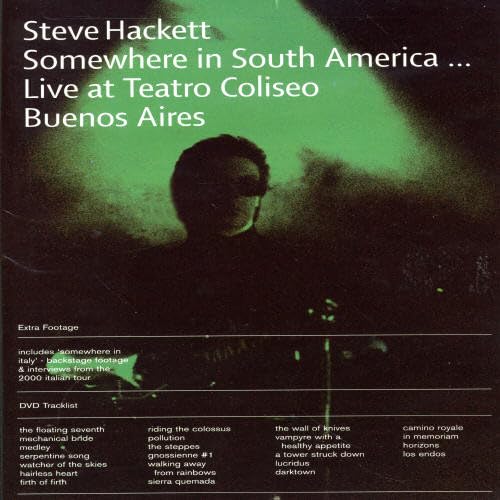 Steve Hackett
Somewhere in South America ...
Live at Teatro Coliseo
Buenos Aires
Extra Footage
includes 'somewhere in
italy' - backstage footage
& interviews from the
2000 italian tour
DVD Tracklist
the floating seventh
mechanical bride
medley
serpentine song
watcher of the skies
hairless heart
firth of firth
riding the colossus
pollution
the steppes
gnossienne #1
walking away
from rainbows
sierra quemada
the wall of knives
vampyre with a
healthy appetite
a tower struck down
lucridus
darktown
camino royale
in memoriam
horizons
los endos